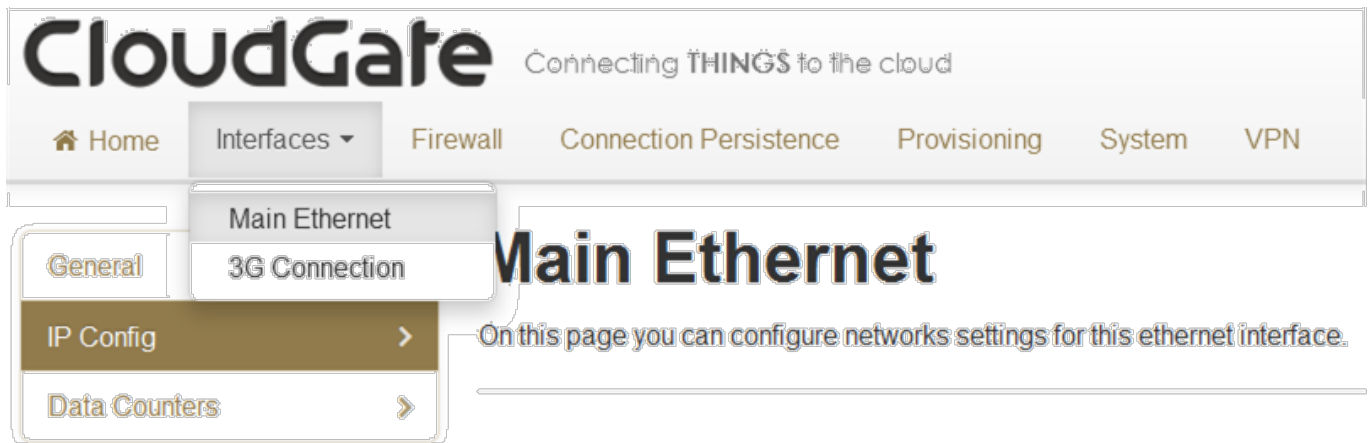 CloudGate Connecting THINGS to the cloud
Home Interfaces Firewall Connection Persistence Provisioning System VPN
Main Ethernet
3G Connection
General
IP Config
Data Counters
Main Ethernet
On this page you can configure networks settings for this ethernet interface.